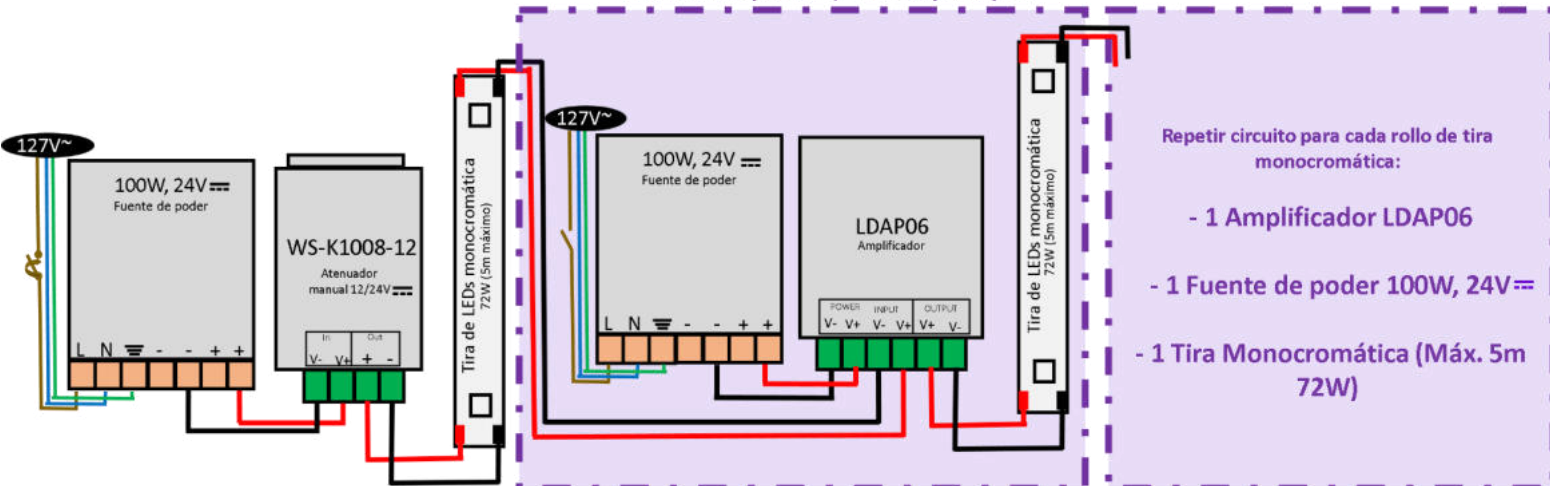 127V~
100W, 24V
Fuente de poder
L N - - + +
WS-K1008-12
Atenuador
manual 12/24V
In Out
V- V+ + -
Tira de LEDs monocromática
72W (5m máximo)
127V~
100W, 24V
Fuente de poder
L N - - + +
LDAP06
Amplificador
POWER INPUT OUTPUT
V- V+ V- V+ V+ V-
Tira de LEDs monocromática
72W (5m máximo)
Repetir circuito para cada rollo de tira
monocromática:
- 1 Amplificador LDAP06
- 1 Fuente de poder 100W, 24V
- 1 Tira Monocromática (Máx. 5m
72W)